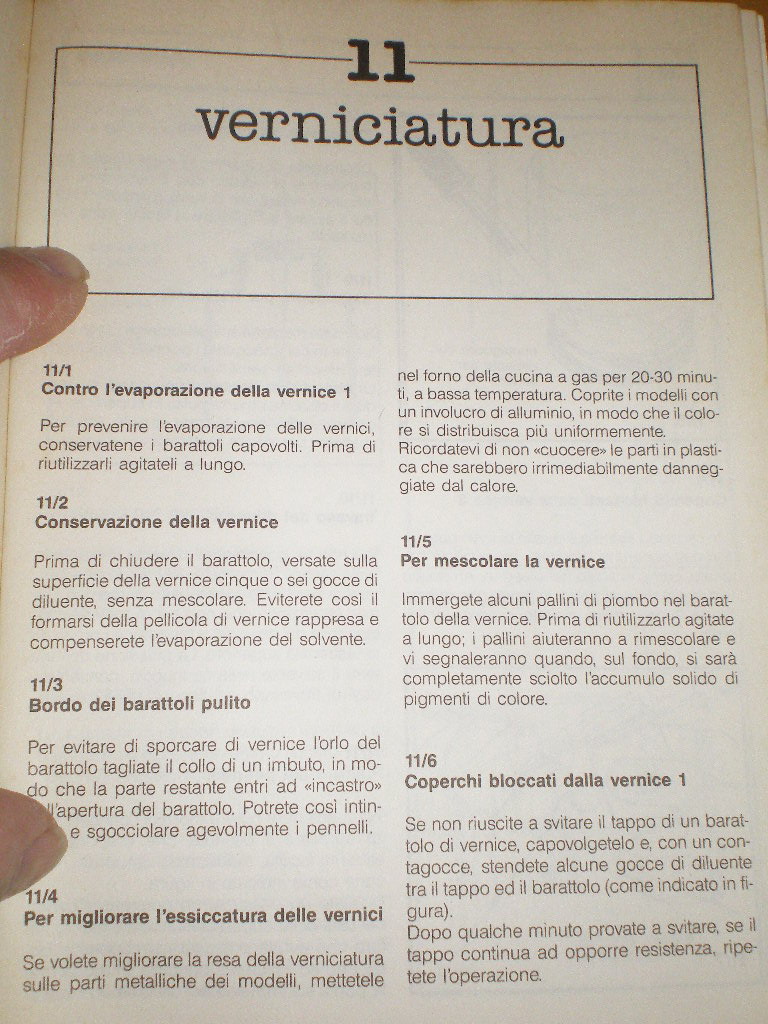 11
verniciatura
11/1
Contro l'evaporazione della vernice 1
Per prevenire l'evaporazione delle vernici,
conservatene i barattoli capovolti. Prima di
riutilizzarli agitateli a lungo.
11/2
Conservazione della vernice
Prima di chiudere il barattolo, versate sulla
superficie della vernice cinque o sei gocce di
diluente, senza mescolare. Eviterete così il
formarsi della pellicola di vernice rappresa e
compenserete l'evaporazione del solvente.
11/3
Bordo dei barattoli pulito
Per evitare di sporcare di vernice l'orlo del
barattolo tagliate il collo di un imbuto, in mo-
do che la parte restante entri ad «incastro»
l'apertura del barattolo. Potrete così intin-
e sgocciolare agevolmente i pennelli.
11/4
Per migliorare l'essiccatura delle vernici
Se volete migliorare la resa della verniciatura
sulle parti metalliche dei modelli, mettetele
nel forno della cucina a gas per 20-30 minu-
ti, a bassa temperatura. Coprite i modelli con
un involucro di alluminio, in modo che il colo-
re si distribuisca più uniformemente.
Ricordatevi di non «cuocere» le parti in plasti-
ca che sarebbero irrimediabilmente danneg-
giate dal calore.
11/5
Per mescolare la vernice
Immergete alcuni pallini di piombo nel barat-
tolo della vernice. Prima di riutilizzarlo agitate
a lungo; i pallini aiuteranno a rimescolare e
vi segnaleranno quando, sul fondo, si sarà
completamente sciolto l'accumulo solido di
pigmenti di colore.
11/6
Coperchi bloccati dalla vernice 1
Se non riuscite a svitare il tappo di un barat-
tolo di vernice, capovolgetelo e, con un con-
tagocce, stendete alcune gocce di diluente
tra il tappo ed il barattolo (come indicato in fi-
gura).
Dopo qualche minuto provate a svitare, se il
tappo continua ad opporre resistenza, ripe-
tete l'operazione.